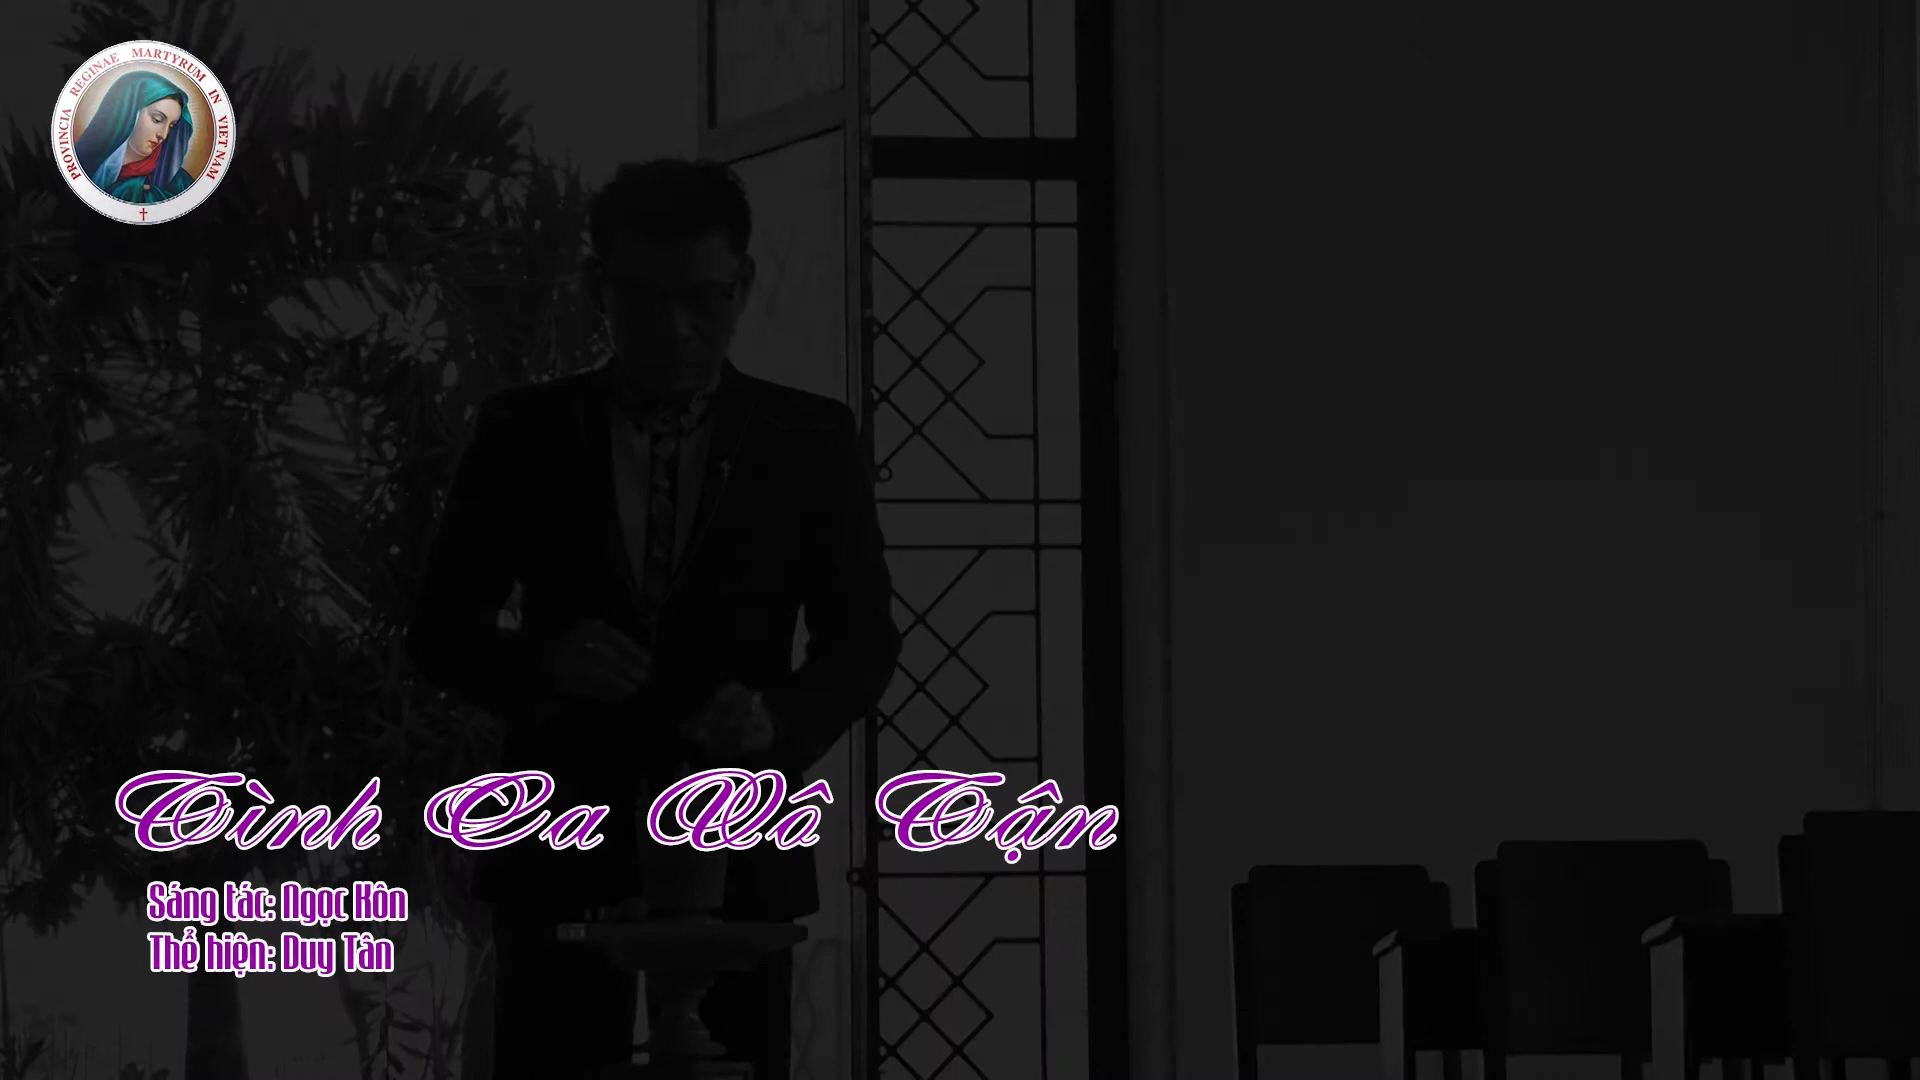 PROVINCIA REGINAE MARTYRUM IN VIET NAM
Tình Ca Vô Tận
Sáng tác: Ngọc Kôn
Thể hiện: Duy Tân